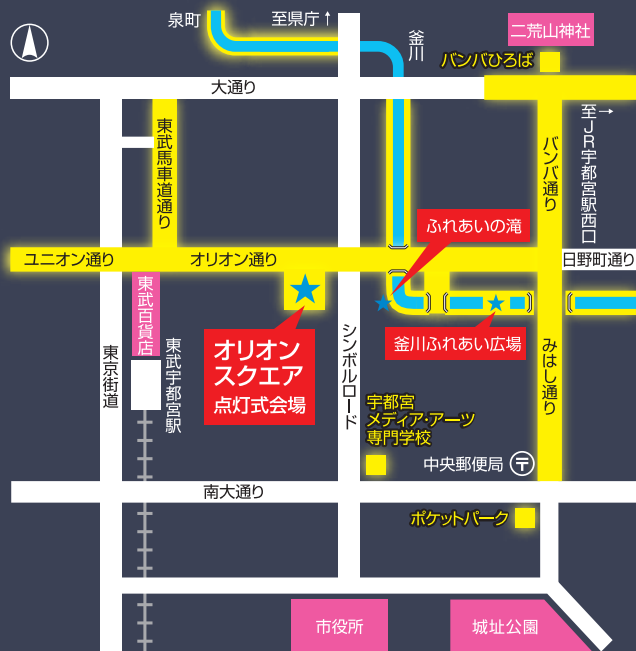 泉町
至県庁↑
釜川
二荒山神社
バンバひろば
大通り
至→JR宇都宮駅西口
東武馬車道通り
バンバ通り
ふれあいの滝
ユニオン通り
オリオン通り
日野町通り
東武百貨店
オリオン
スクエア
点灯式会場
釜川ふれあい広場
シンボルロード
東武宇都宮駅
東京街道
みはし通り
宇都宮
メディア・アーツ
専門学校
中央郵便局
〒
南大通り
ポケットパーク
市役所
城址公園